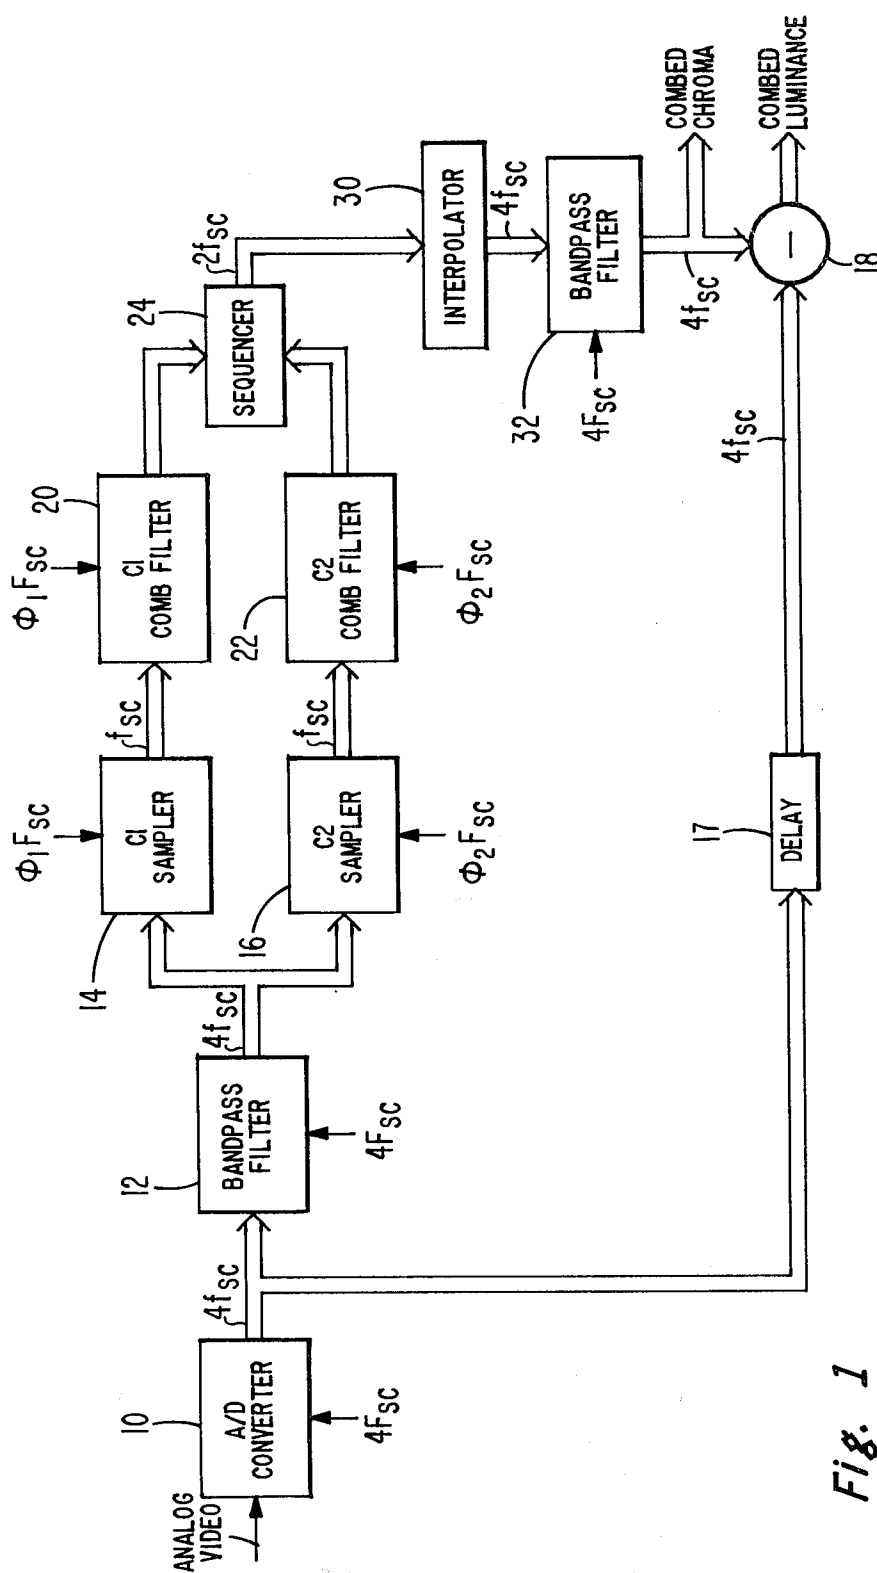 ANALOG
VIDEO
10
A/D
CONVERTER
4FSC
4fSC
12
BANDPASS
FILTER
4FSC
4fSC
14
C1
SAMPLER
Φ1FSC
fSC
16
C2
SAMPLER
Φ2FSC
fSC
20
C1
COMB FILTER
Φ1FSC
22
C2
COMB FILTER
Φ2FSC
24
SEQUENCER
2fSC
30
INTERPOLATOR
4fSC
32
BANDPASS
FILTER
4FSC
4fSC
COMBED
CHROMA
17
DELAY
4fSC
−
18
COMBED
LUMINANCE
Fig. 1